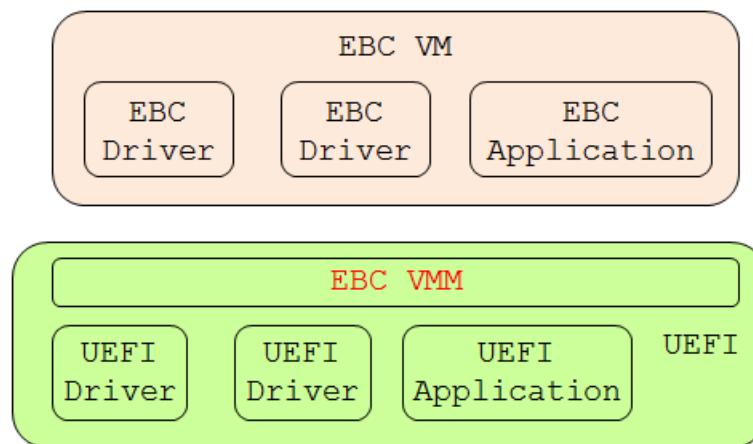 EBC VM
EBC
Driver
EBC
Driver
EBC
Application
EBC VMM
UEFI
Driver
UEFI
Driver
UEFI
Application
UEFI